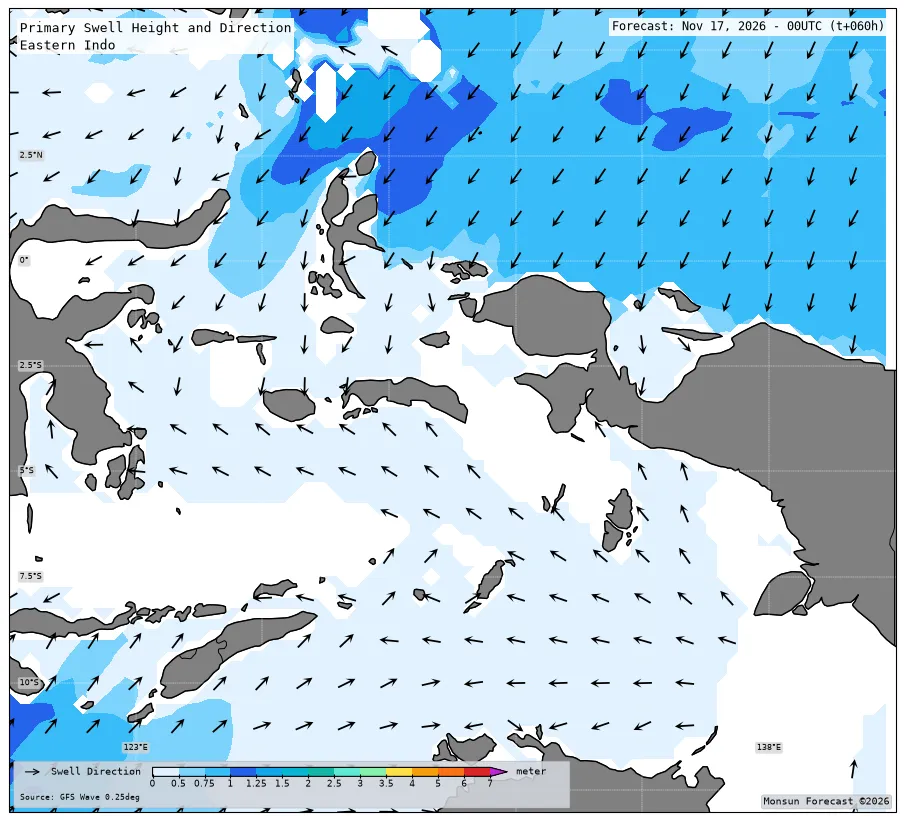 Primary Swell Height and Direction
Eastern Indo
Forecast: Nov 17, 2026 - 00UTC (t+060h)
2.5°N
0°
2.5°S
5°S
7.5°S
10°S
123°E
138°E
Swell Direction
0 0.5 0.75 1 1.25 1.5 2 2.5 3 3.5 4 5 6 7
meter
Source: GFS Wave 0.25deg
Monsun Forecast ©2026